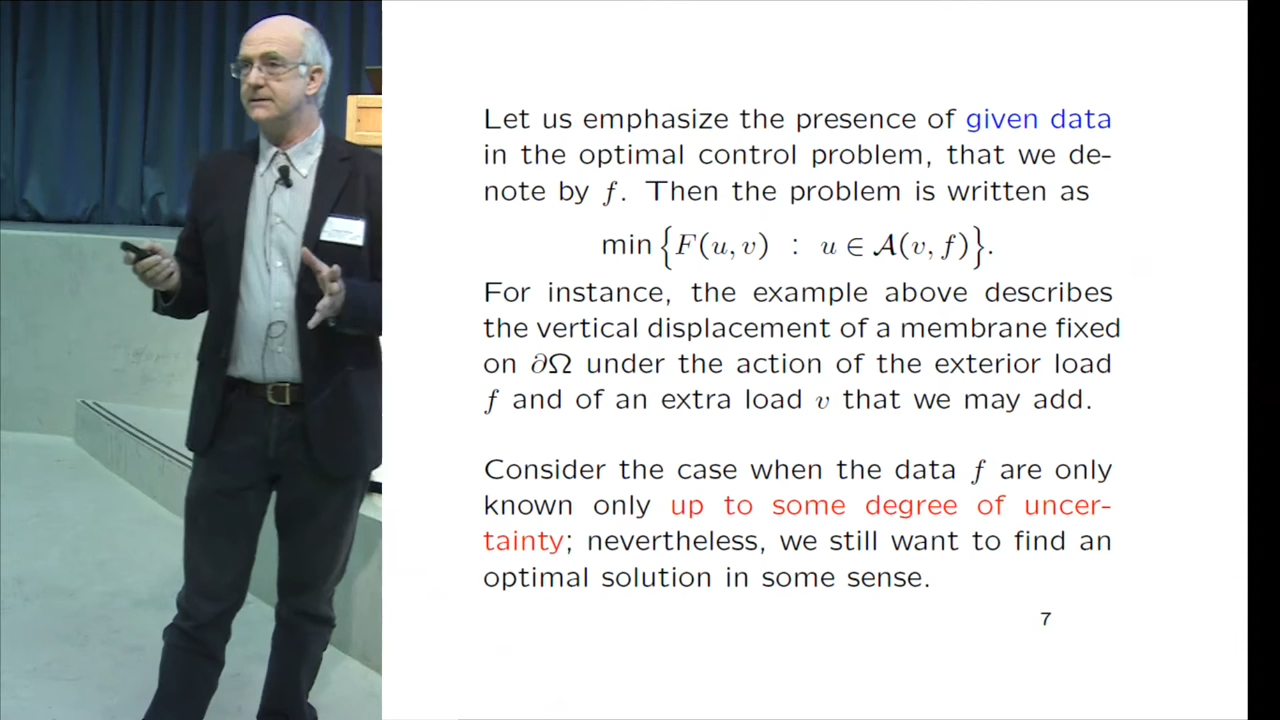 Let us emphasize the presence of given data
in the optimal control problem, that we de-
note by f. Then the problem is written as
min{F(u, v) : u ∈ A(v, f)}.
For instance, the example above describes
the vertical displacement of a membrane fixed
on ∂Ω under the action of the exterior load
f and of an extra load v that we may add.
Consider the case when the data f are only
known only up to some degree of uncer-
tainty; nevertheless, we still want to find an
optimal solution in some sense.
7